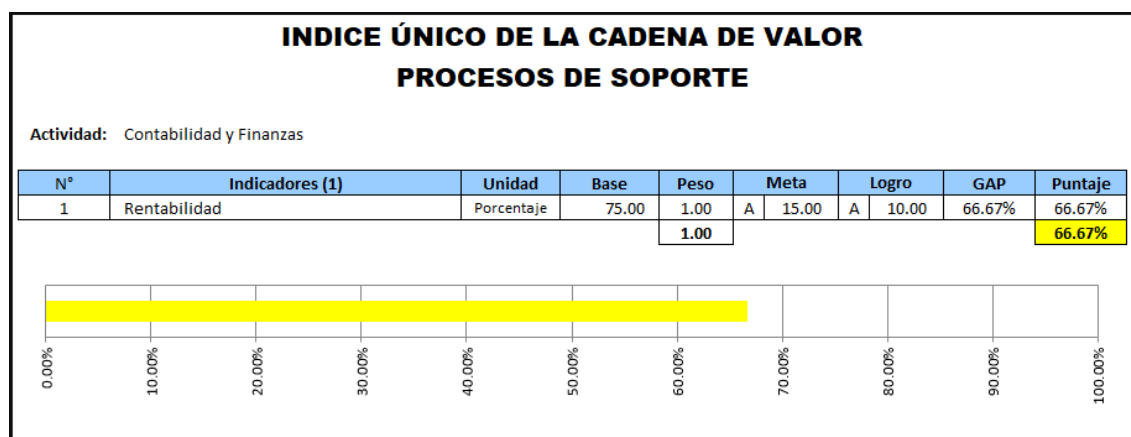 INDICE ÚNICO DE LA CADENA DE VALOR
PROCESOS DE SOPORTE
Actividad: Contabilidad y Finanzas
N° Indicadores (1) Unidad Base Peso Meta Logro GAP Puntaje
1 Rentabilidad Porcentaje 75.00 1.00 A 15.00 A 10.00 66.67% 66.67%
1.00 66.67%
0.00% 10.00% 20.00% 30.00% 40.00% 50.00% 60.00% 70.00% 80.00% 90.00% 100.00%